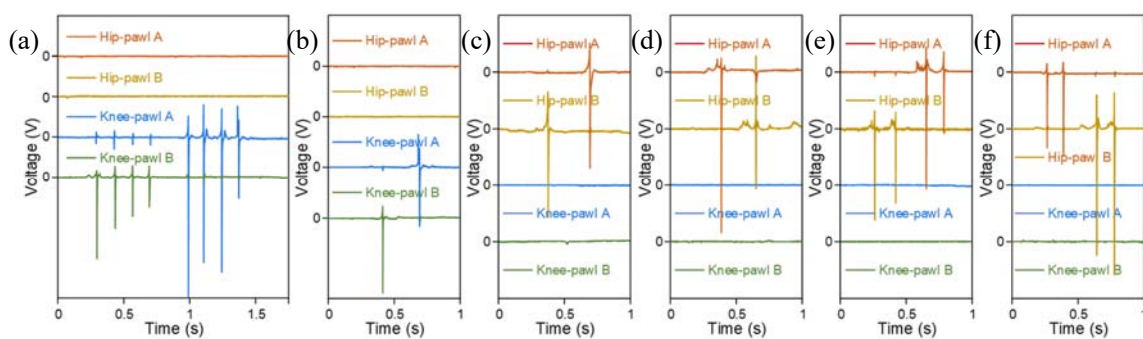 (a)
Voltage (V)
Hip-pawl A
0
Hip-pawl B
0
Knee-pawl A
0
Knee-pawl B
0
0 0.5 1 1.5
Time (s)
(b)
Voltage (V)
Hip-pawl A
0
Hip-pawl B
0
Knee-pawl A
0
Knee-pawl B
0
0 0.5 1
Time (s)
(c)
Voltage (V)
Hip-pawl A
0
Hip-pawl B
0
0
Knee-pawl A
0
Knee-pawl B
0 0.5 1
Time (s)
(d)
Voltage (V)
Hip-pawl A
0
Hip-pawl B
0
0
Knee-pawl A
0
Knee-pawl B
0 0.5 1
Time (s)
(e)
Voltage (V)
Hip-pawl A
0
Hip-pawl B
0
0
Knee-pawl A
0
Knee-pawl B
0 0.5 1
Time (s)
(f)
Voltage (V)
Hip-pawl A
0
0
Hip-pawl B
0
Knee-pawl A
0
Knee-pawl B
0 0.5 1
Time (s)